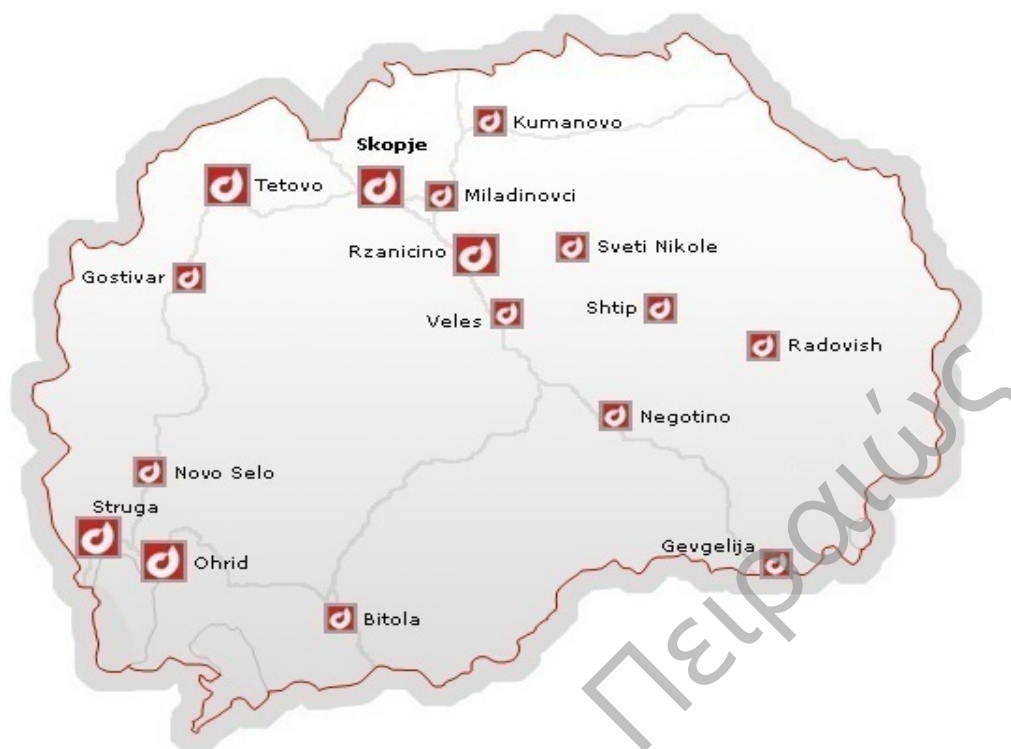 Kumanovo
Skopje
Tetovo
Miladinovci
Rzanicino
Sveti Nikole
Gostivar
Shtip
Veles
Radovish
Negotino
Novo Selo
Struga
Gevgelija
Ohrid
Bitola
Πειραιώς